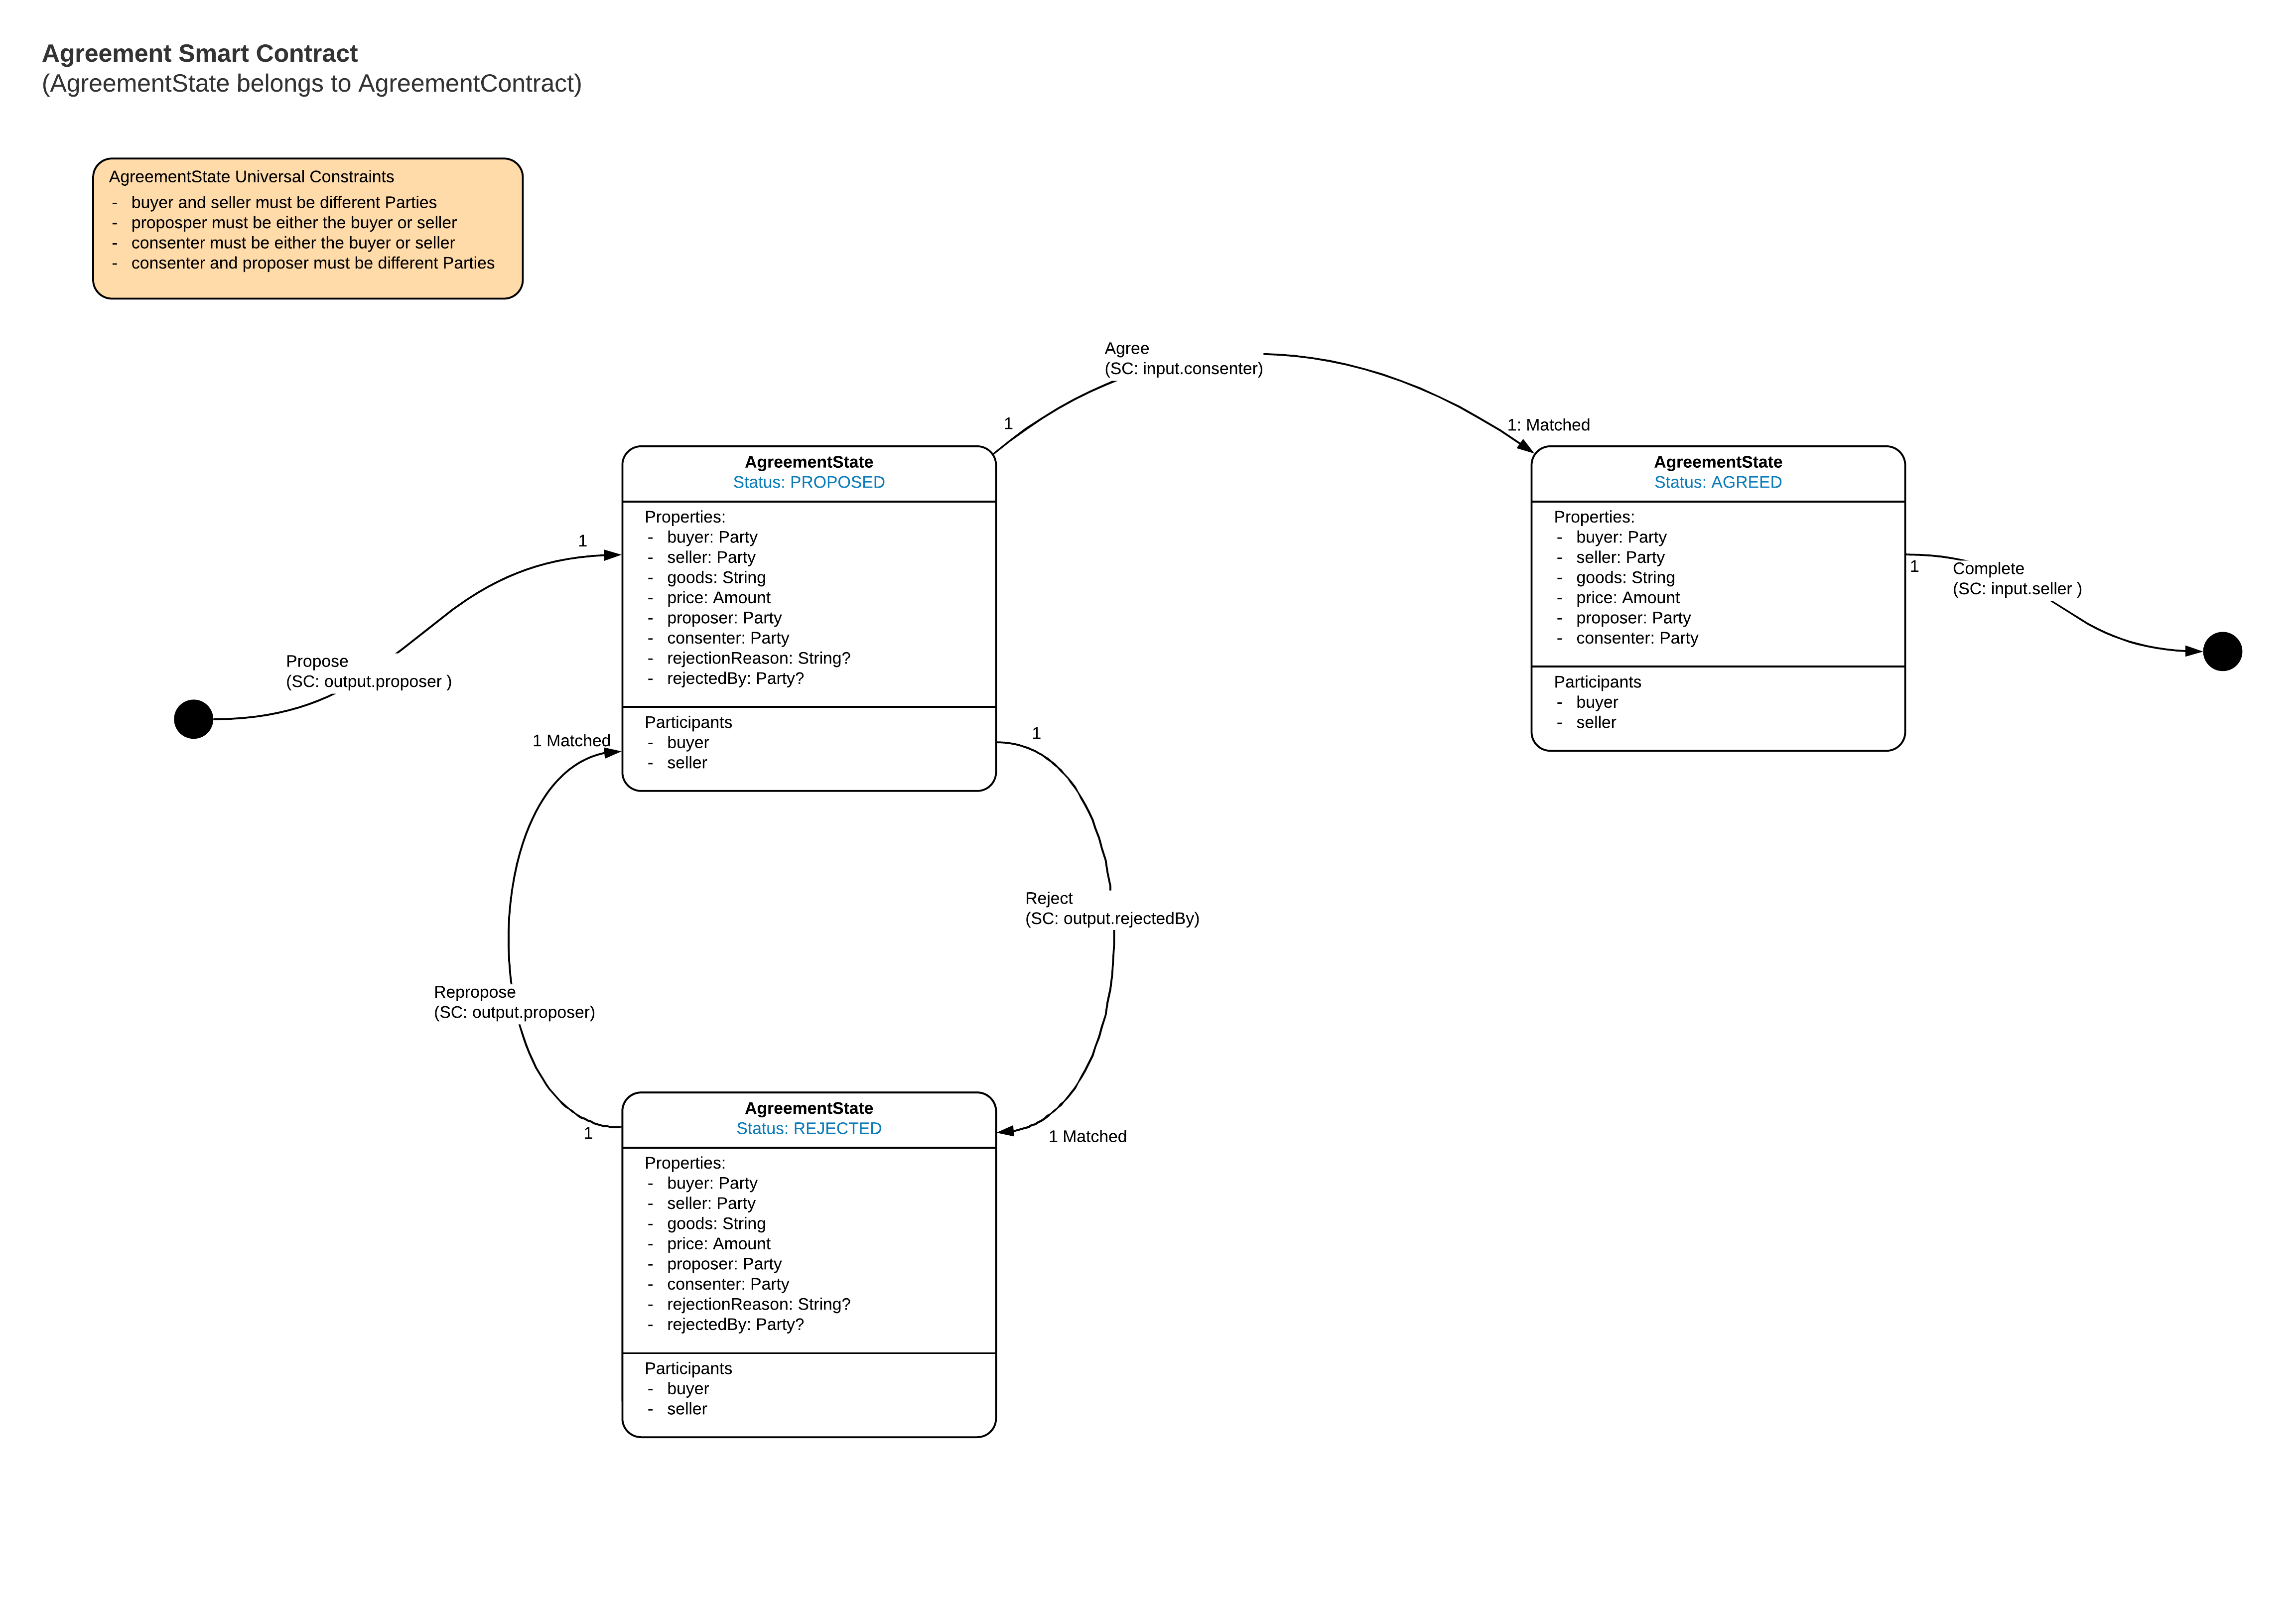 Agreement Smart Contract
(AgreementState belongs to AgreementContract)
AgreementState Universal Constraints
- buyer and seller must be different Parties
- proposper must be either the buyer or seller
- consenter must be either the buyer or seller
- consenter and proposer must be different Parties
Agree
(SC: input.consenter)
1
1: Matched
AgreementState
Status: PROPOSED
Properties:
- buyer: Party
- seller: Party
- goods: String
- price: Amount
- proposer: Party
- consenter: Party
- rejectionReason: String?
- rejectedBy: Party?
Participants
- buyer
- seller
AgreementState
Status: AGREED
Properties:
- buyer: Party
- seller: Party
- goods: String
- price: Amount
- proposer: Party
- consenter: Party
Participants
- buyer
- seller
1
Complete
(SC: input.seller )
1
Propose
(SC: output.proposer )
1 Matched
1
Reject
(SC: output.rejectedBy)
Repropose
(SC: output.proposer)
1
1 Matched
AgreementState
Status: REJECTED
Properties:
- buyer: Party
- seller: Party
- goods: String
- price: Amount
- proposer: Party
- consenter: Party
- rejectionReason: String?
- rejectedBy: Party?
Participants
- buyer
- seller